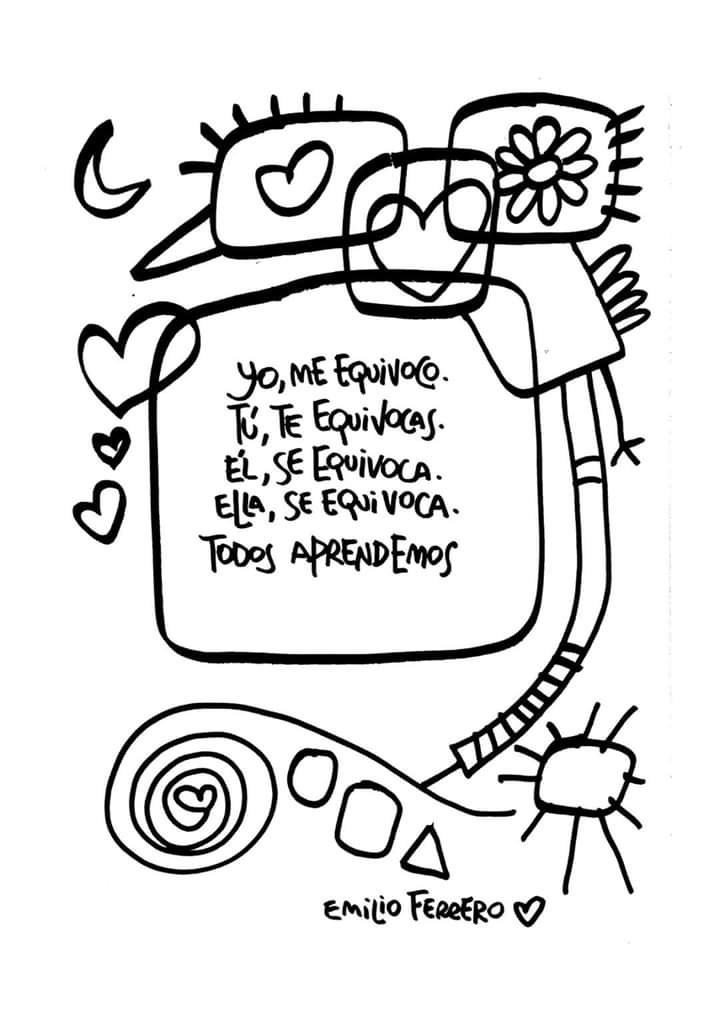 YO, ME EQUIVOCO.
TÚ, TE EQUIVOCAS.
ÉL, SE EQUIVOCA.
ELLA, SE EQUIVOCA.
TODOS APRENDEMOS
EMILIO FERRERO